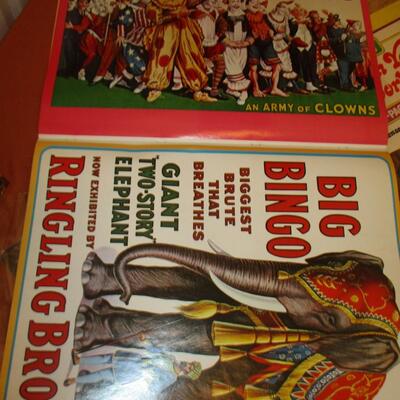 AN ARMY OF CLOWNS
BIG
BINGO
BIGGEST
BRUTE
THAT
BREATHES
GIANT
"TWO-STORY"
ELEPHANT
NOW EXHIBITED BY
RINGLING BRO